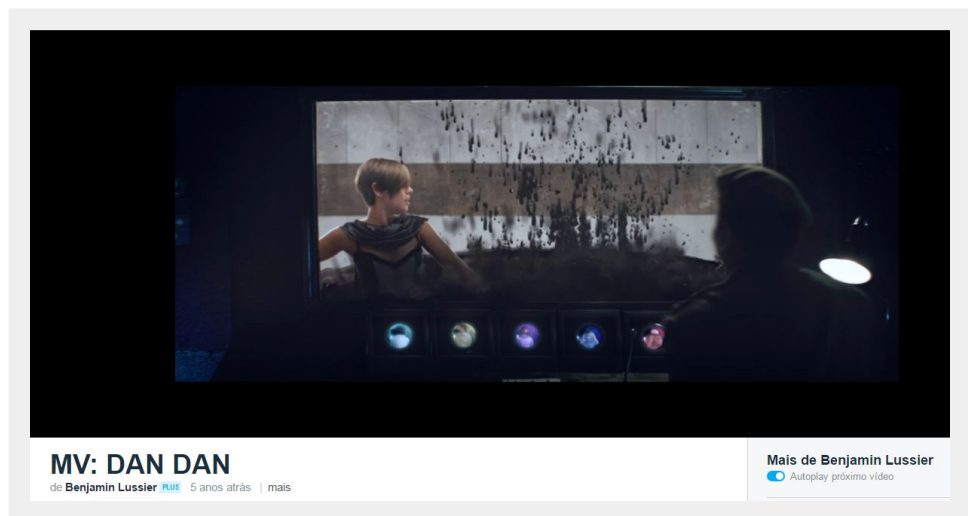 MV: DAN DAN
de Benjamin Lussier PLUS 5 anos atrás | mais
Mais de Benjamin Lussier
Autoplay próximo vídeo